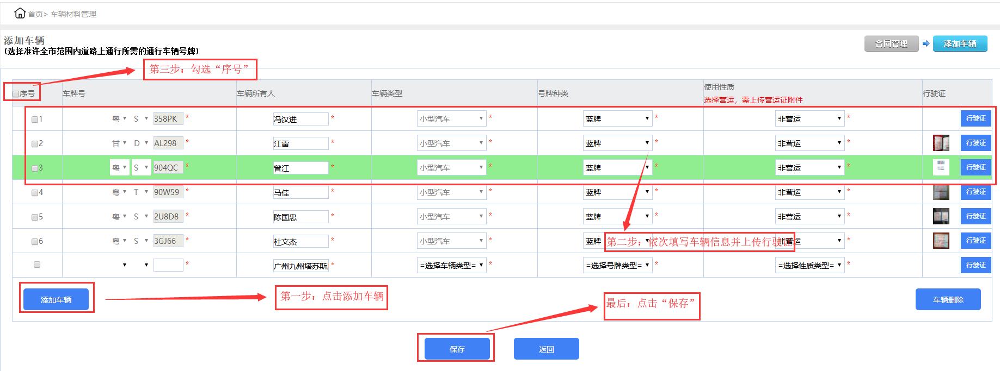 首页> 车辆材料管理
添加车辆
(选择准许全市范围内道路上通行所需的通行车辆号牌)
合同管理
添加车辆
第三步：勾选“序号”
序号 车牌号 车辆所有人 车辆类型 号牌种类 使用性质 行驶证
选择营运，需上传营运证附件
1 粤 S 358PK * 冯汉进 * 小型汽车 * 蓝牌 * 非营运 * 行驶证
2 甘 D AL298 * 江雷 * 小型汽车 * 蓝牌 * 非营运 * 行驶证
3 粤 S 904QC * 曾江 * 小型汽车 * 蓝牌 * 非营运 * 行驶证
4 粤 T 90W59 * 马佳 * 小型汽车 * 蓝牌 * 非营运 * 行驶证
5 粤 S 2U8D8 * 陈国忠 * 小型汽车 * 蓝牌 * 非营运 * 行驶证
6 粤 S 3GJ66 * 杜文杰 * 小型汽车 * 蓝牌 * 非营运 * 行驶证
第二步：依次填写车辆信息并上传行驶证
* 广州九州塔苏斯 * =选择车辆类型= * =选择号牌类型= * =选择性质类型= * 行驶证
添加车辆
第一步：点击添加车辆
车辆删除
最后：点击“保存”
保存
返回